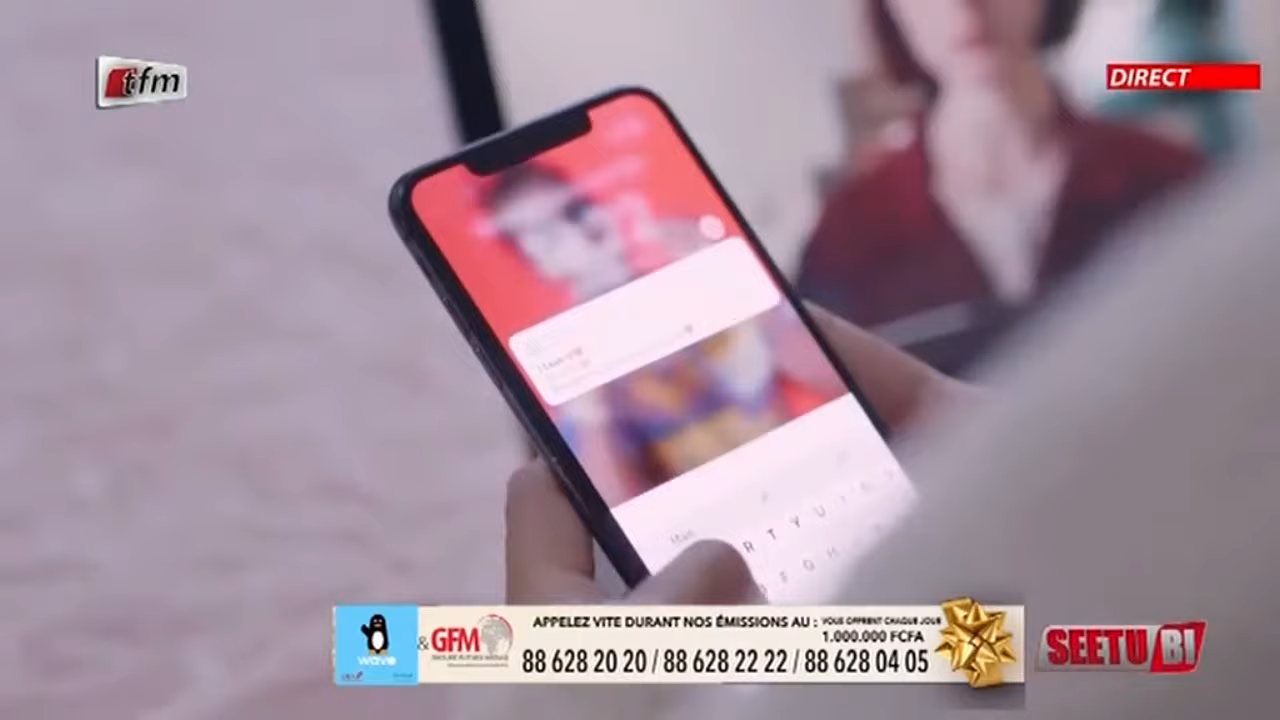 tfm
DIRECT
R T Y U
wave
& GFM
APPELEZ VITE DURANT NOS ÉMISSIONS AU :
VOUS OFFRENT CHAQUE JOUR
1.000.000 FCFA
88 628 20 20 / 88 628 22 22 / 88 628 04 05
SEETU BI